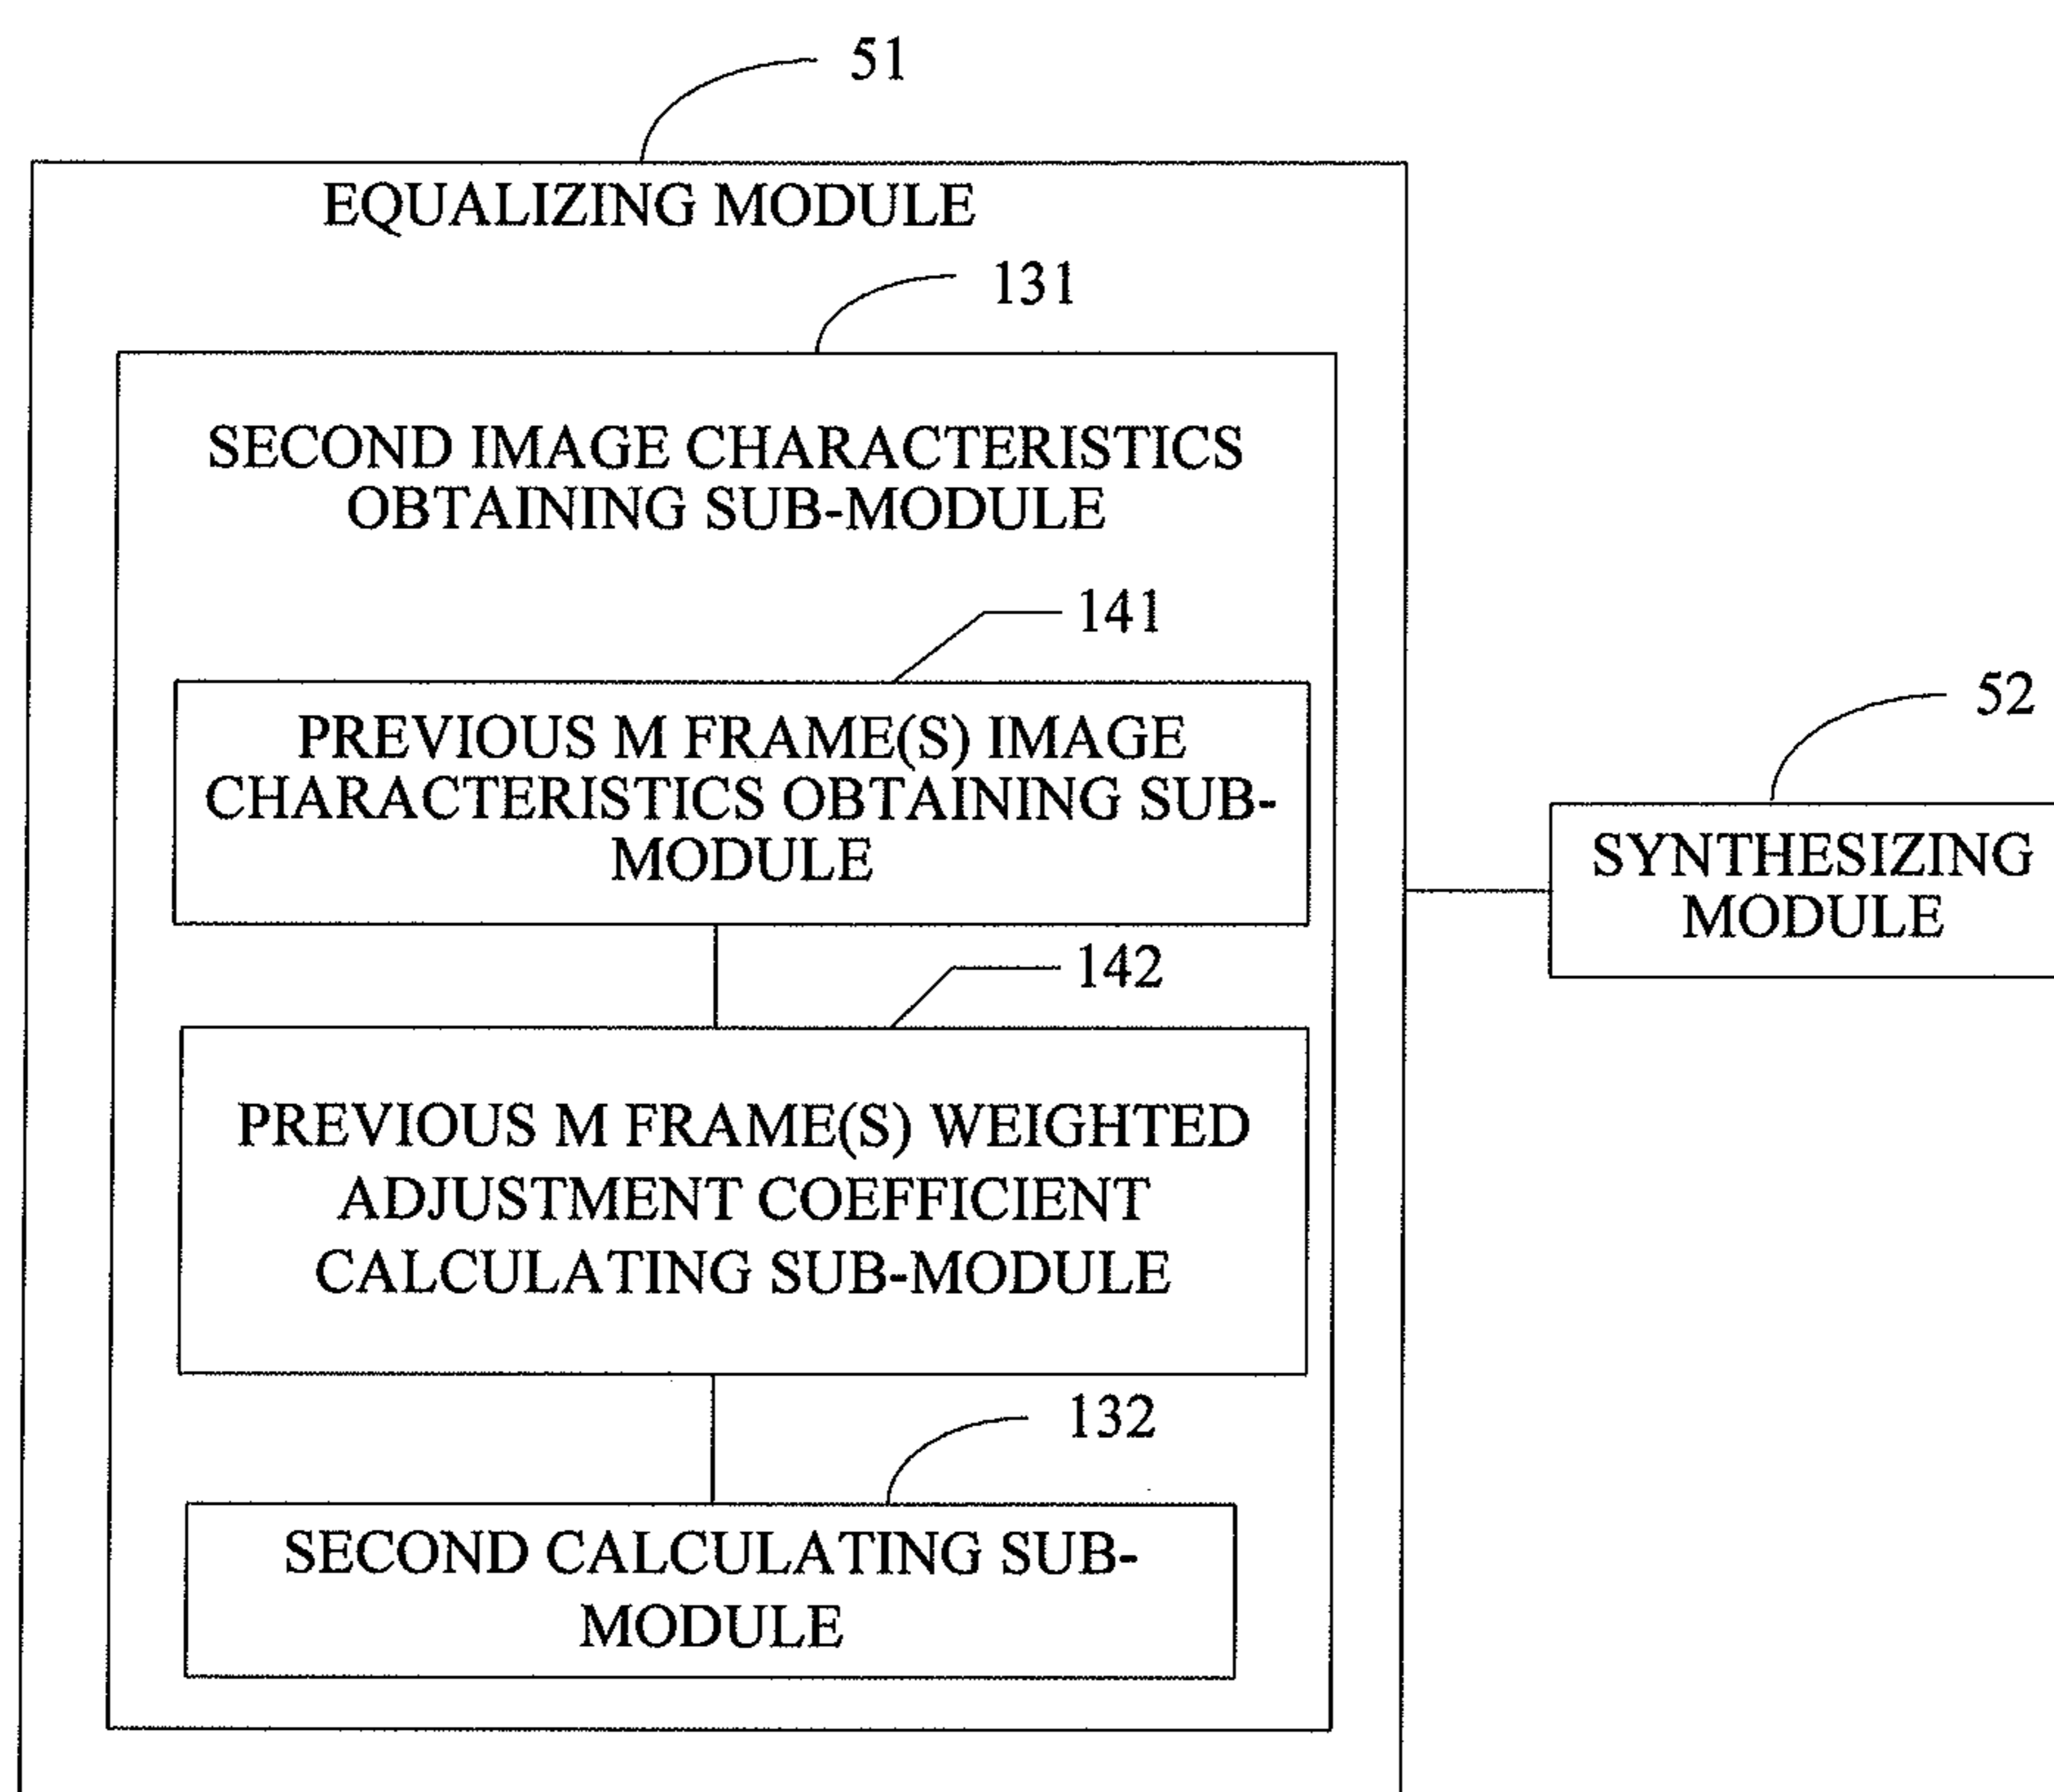 51
EQUALIZING MODULE
131
SECOND IMAGE CHARACTERISTICS
OBTAINING SUB-MODULE
141
PREVIOUS M FRAME(S) IMAGE
CHARACTERISTICS OBTAINING SUB-
MODULE
52
SYNTHESIZING
MODULE
142
PREVIOUS M FRAME(S) WEIGHTED
ADJUSTMENT COEFFICIENT
CALCULATING SUB-MODULE
132
SECOND CALCULATING SUB-
MODULE